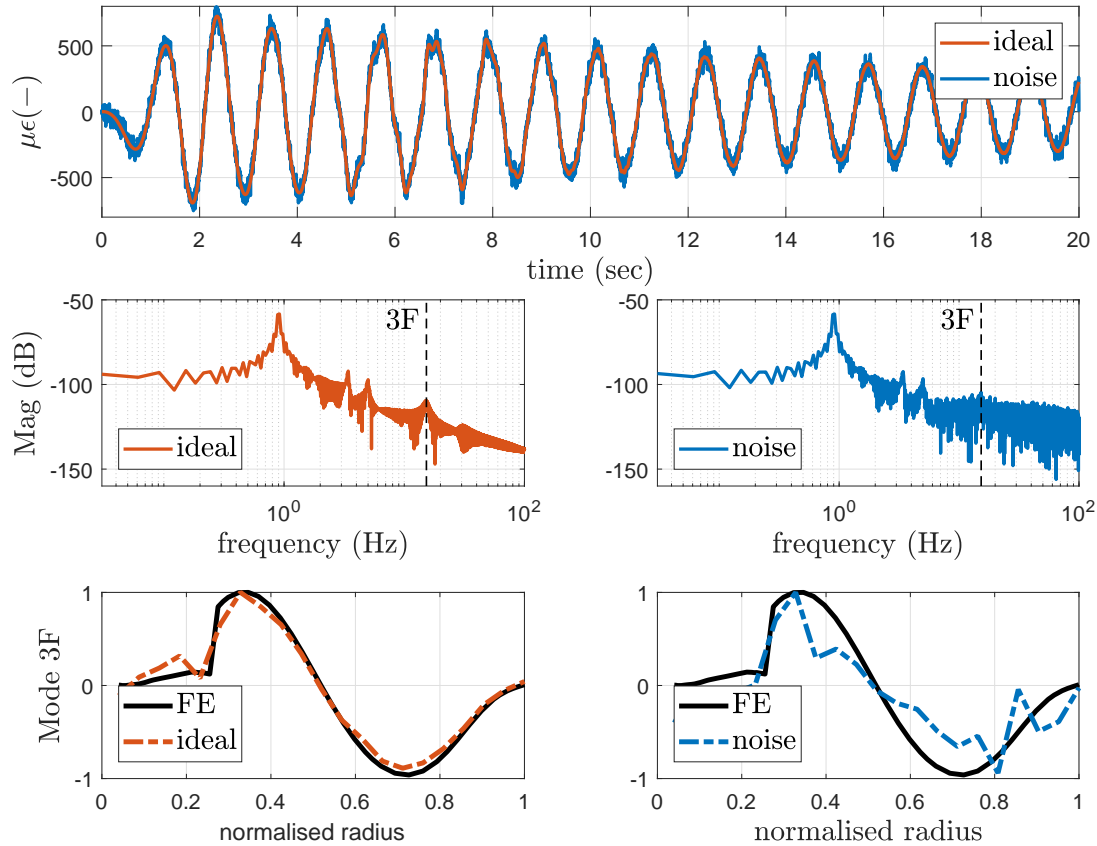 500
0
-500
με(−)
ideal
noise
0 2 4 6 8 10 12 14 16 18 20
time (sec)
-50
-100
-150
Mag (dB)
3F
ideal
10^0 10^2
frequency (Hz)
-50
-100
-150
3F
noise
10^0 10^2
frequency (Hz)
1
0
-1
Mode 3F
FE
ideal
0 0.2 0.4 0.6 0.8 1
normalised radius
1
0
-1
FE
noise
0 0.2 0.4 0.6 0.8 1
normalised radius